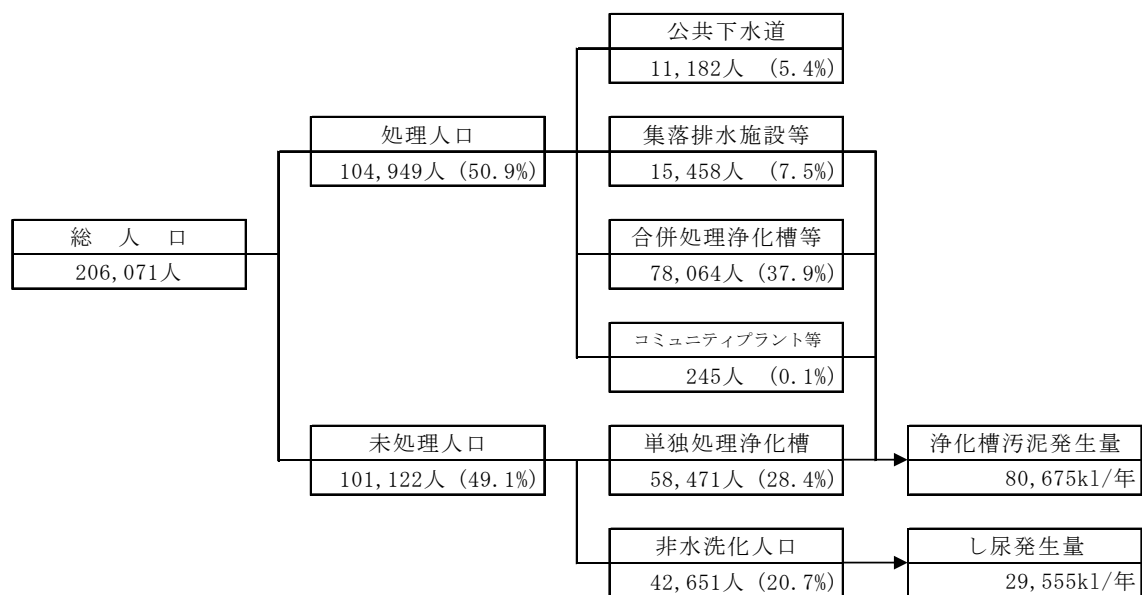 公共下水道
11,182人 (5.4%)
処理人口
104,949人 (50.9%)
集落排水施設等
15,458人 (7.5%)
総人口
206,071人
合併処理浄化槽等
78,064人 (37.9%)
コミュニティプラント等
245人 (0.1%)
未処理人口
101,122人 (49.1%)
単独処理浄化槽
58,471人 (28.4%)
浄化槽汚泥発生量
80,675kl/年
非水洗化人口
42,651人 (20.7%)
し尿発生量
29,555kl/年